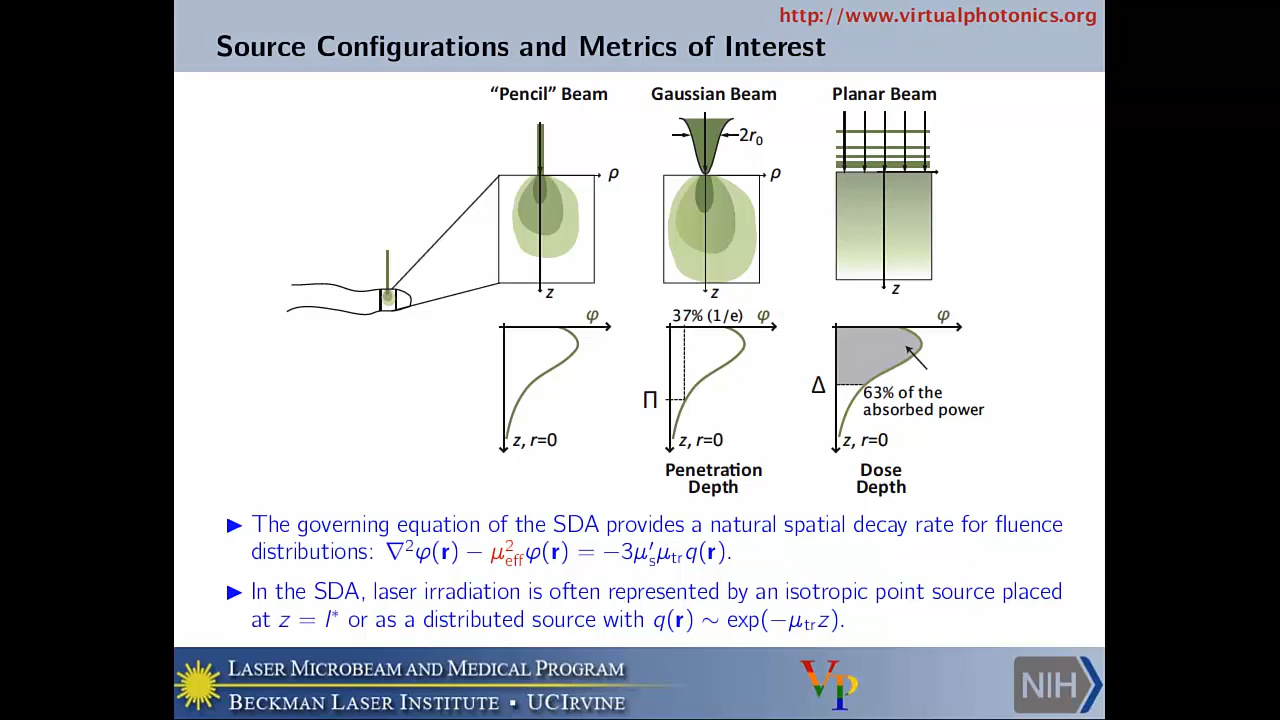 http://www.virtualphotonics.org
Source Configurations and Metrics of Interest
“Pencil” Beam
Gaussian Beam
Planar Beam
2r₀
ρ
ρ
z
z
z
φ
37% (1/e)
φ
φ
Π
Δ
63% of the
absorbed power
z, r=0
z, r=0
z, r=0
Penetration
Depth
Dose
Depth
▶ The governing equation of the SDA provides a natural spatial decay rate for fluence
distributions: ∇²φ(r) − μ²eff φ(r) = −3μ′s μtr q(r).
▶ In the SDA, laser irradiation is often represented by an isotropic point source placed
at z = l* or as a distributed source with q(r) ∼ exp(−μtr z).
LASER MICROBEAM AND MEDICAL PROGRAM
BECKMAN LASER INSTITUTE ▪ UCIRVINE
VP
NIH